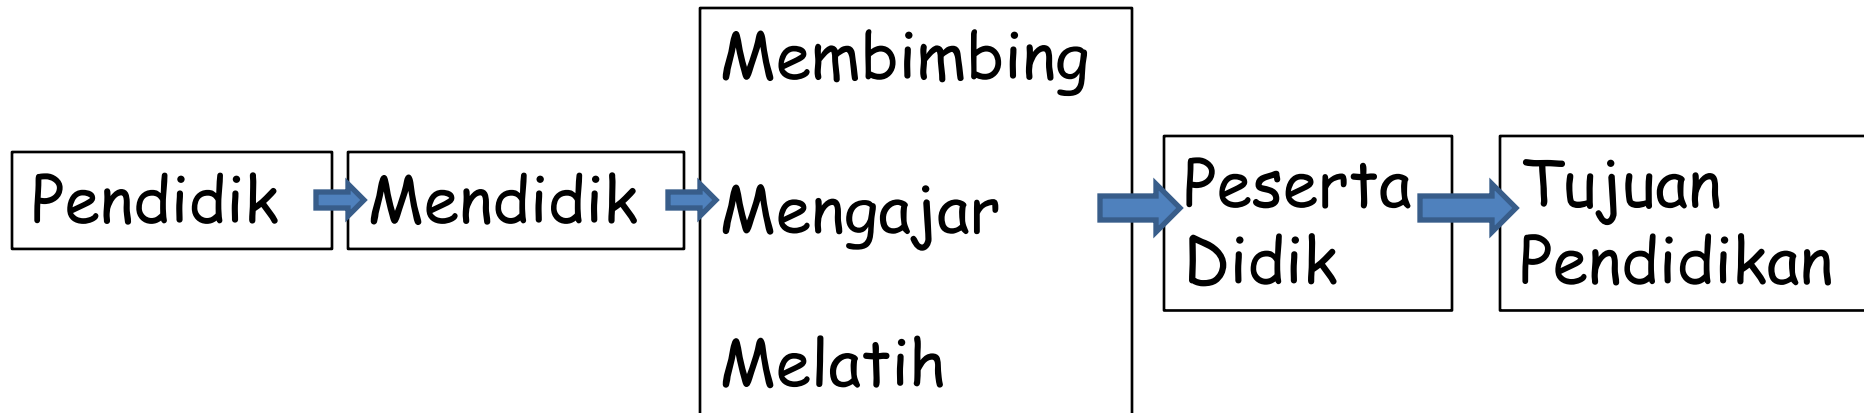 Pendidik
Mendidik
Membimbing
Mengajar
Melatih
Peserta
Didik
Tujuan
Pendidikan